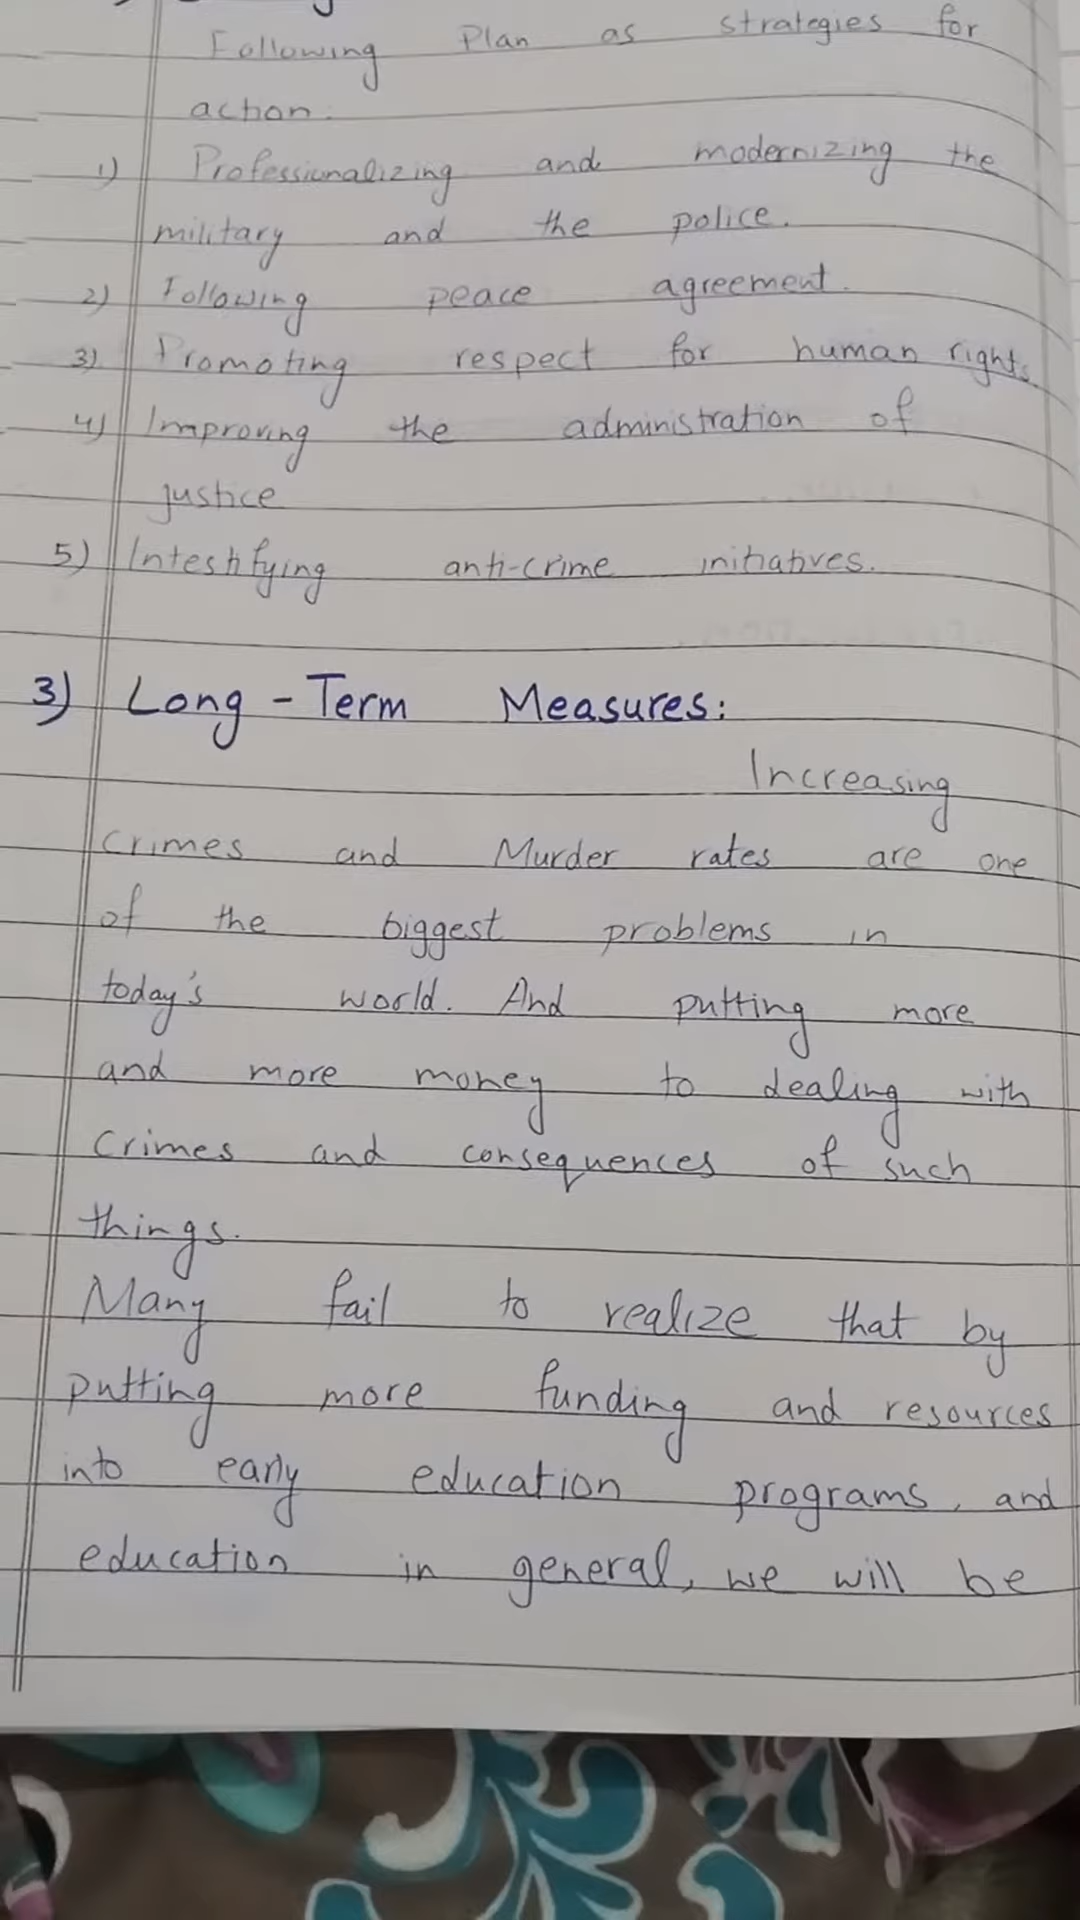 Following Plan as strategies for
action.
1) Professionalizing and modernizing the
military and the police.
2) Following peace agreement.
3) Promoting respect for human rights.
4) Improving the administration of
justice
5) Intestifying anti-crime initiatives.
3) Long-Term Measures:
Increasing
crimes and Murder rates are one
of the biggest problems in
today's world. And putting more
and more money to dealing with
crimes and consequences of such
things.
Many fail to realize that by
putting more funding and resources
into early education programs, and
education in general, we will be